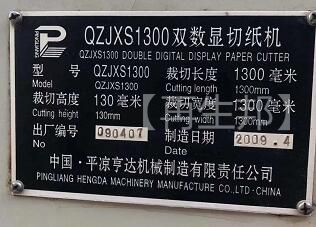 QZJXS1300双数显切纸机
QZJXS1300 DOUBLE DIGITAL DISPLAY PAPER CUTTER
PINGLIANG
型 号 QZJXS1300 裁切长度 1300毫米
Model QZJXS1300 Cutting length 1300mm
裁切高度 130毫米 裁切宽度 1300毫米
Cutting height 130mm Cutting width 1300mm
出厂编号 090407 制造日期 2009.4
No Date
中国·平凉亨达机械制造有限责任公司
PINGLIANG HENGDA MACHINERY MANUFACTURE CO.,LTD·CHINA